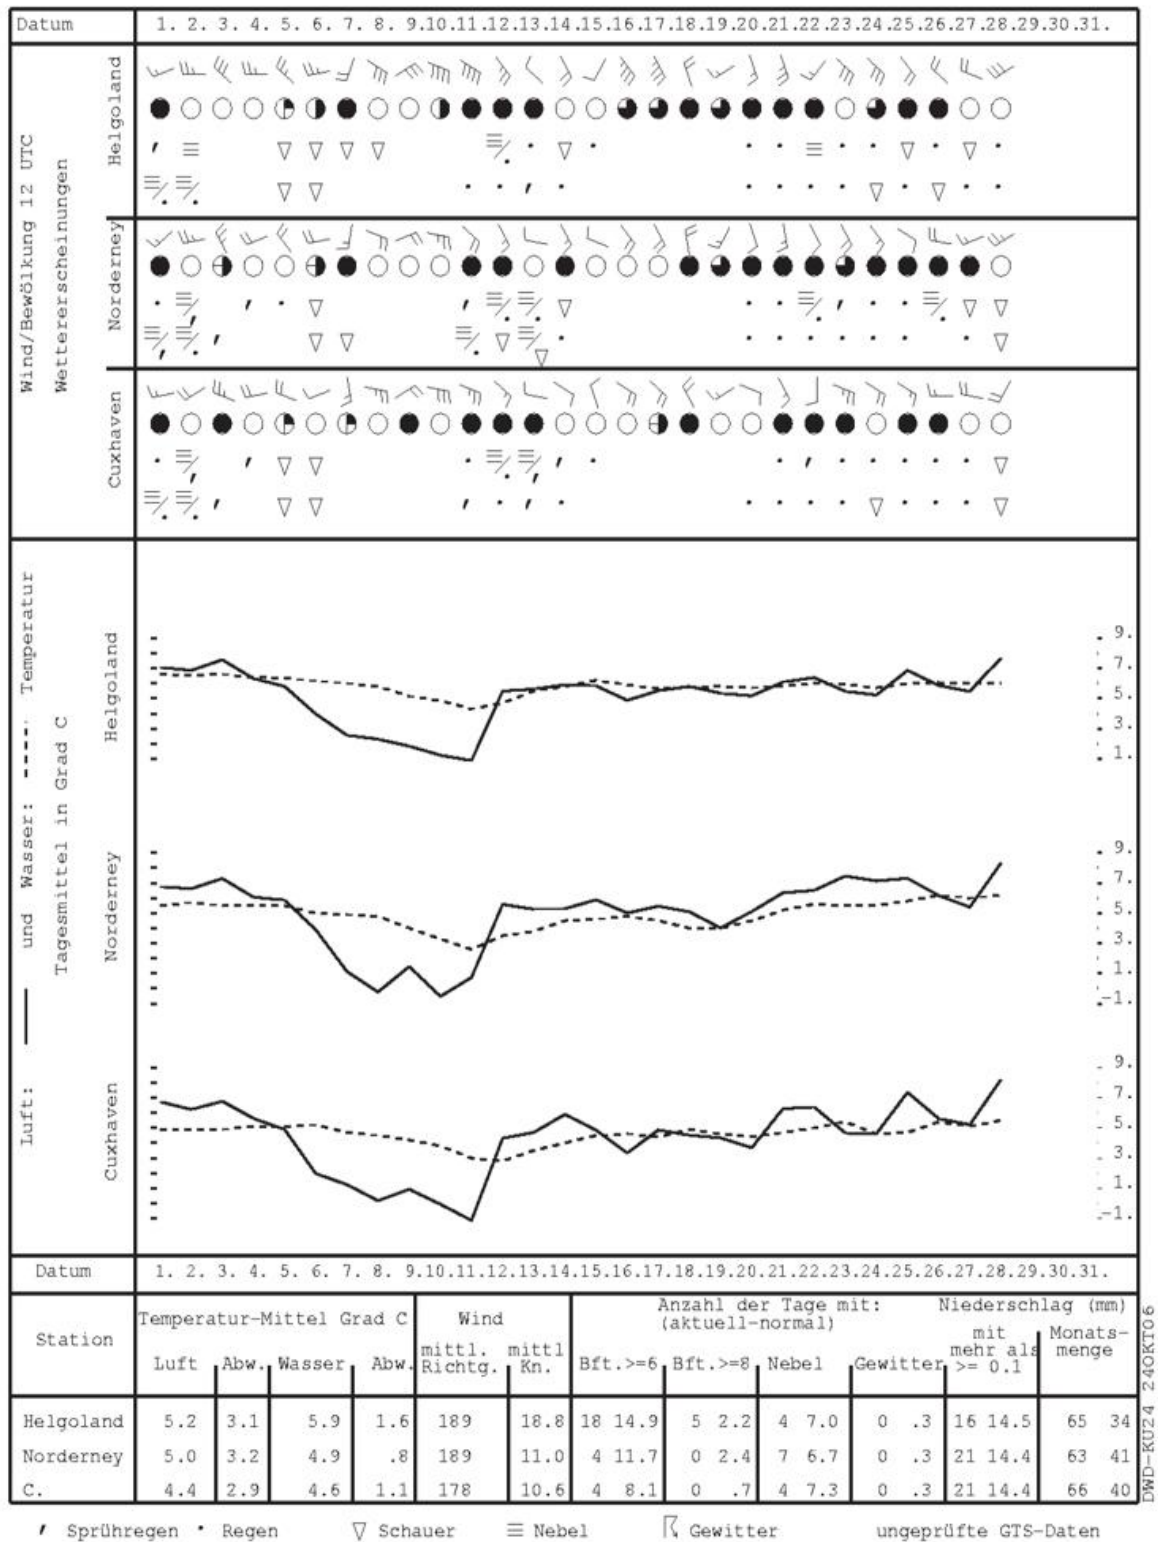 Datum 1. 2. 3. 4. 5. 6. 7. 8. 9.10.11.12.13.14.15.16.17.18.19.20.21.22.23.24.25.26.27.28.29.30.31.
Wind/Bewölkung 12 UTC
Wettererscheinungen
Helgoland
Norderney
Cuxhaven
Luft: und Wasser: Temperatur
Tagesmittel in Grad C
Helgoland
9.
7.
5.
3.
1.
Norderney
9.
7.
5.
3.
1.
-1.
Cuxhaven
9.
7.
5.
3.
1.
-1.
Datum 1. 2. 3. 4. 5. 6. 7. 8. 9.10.11.12.13.14.15.16.17.18.19.20.21.22.23.24.25.26.27.28.29.30.31.
Station Temperatur-Mittel Grad C Wind Anzahl der Tage mit: Niederschlag (mm)
(aktuell-normal)
Luft Abw. Wasser Abw. mittl. Richtg. mittl Kn. Bft.>=6 Bft.>=8 Nebel Gewitter mit mehr als >= 0.1 Monats-menge
Helgoland 5.2 3.1 5.9 1.6 189 18.8 18 14.9 5 2.2 4 7.0 0 .3 16 14.5 65 34
Norderney 5.0 3.2 4.9 .8 189 11.0 4 11.7 0 2.4 7 6.7 0 .3 21 14.4 63 41
C. 4.4 2.9 4.6 1.1 178 10.6 4 8.1 0 .7 4 7.3 0 .3 21 14.4 66 40
Sprühregen Regen Schauer Nebel Gewitter ungeprüfte GTS-Daten
DWD-KU24 24OKT06